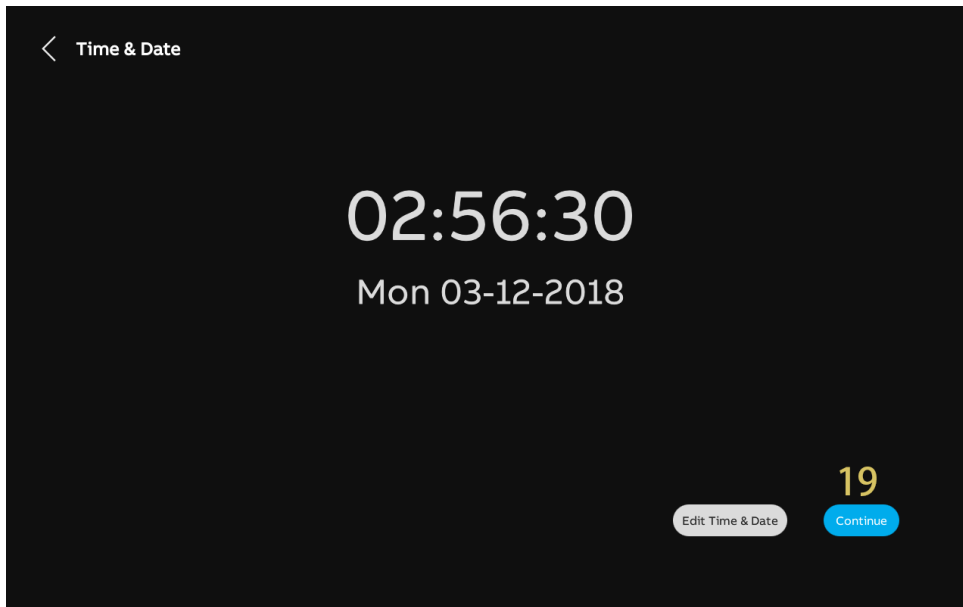 Time & Date
02:56:30
Mon 03-12-2018
19
Edit Time & Date
Continue